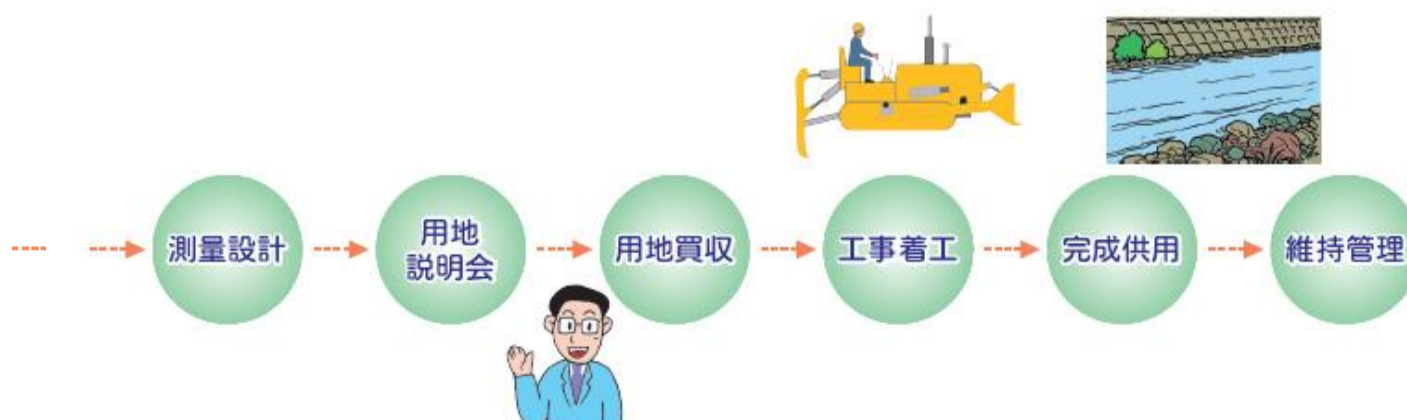 測量設計
用地
説明会
用地買収
工事着工
完成供用
維持管理